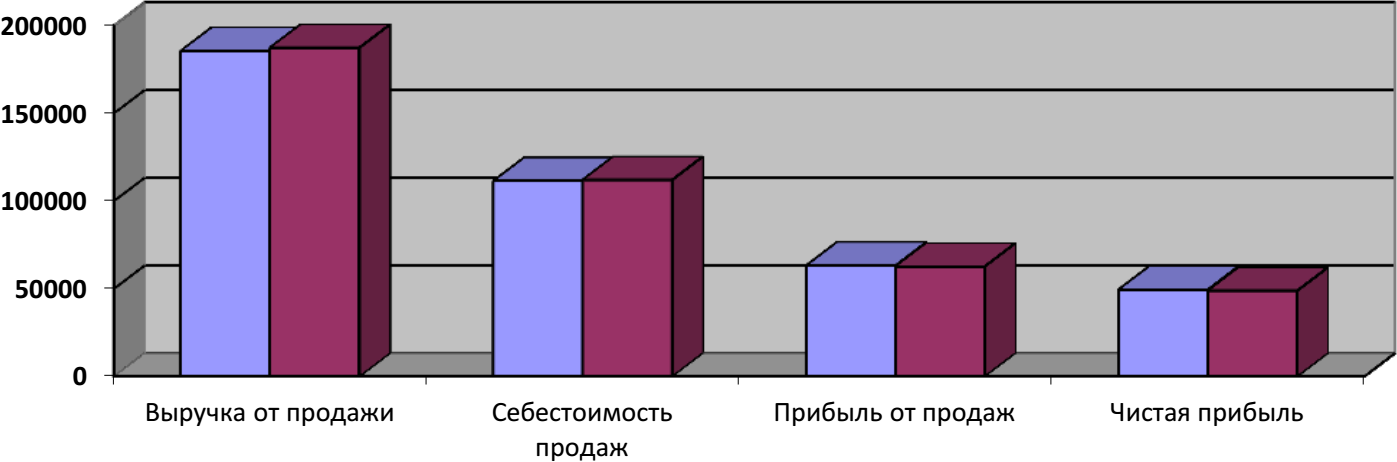 200000
150000
100000
50000
0
Выручка от продажи
Себестоимость
продаж
Прибыль от продаж
Чистая прибыль